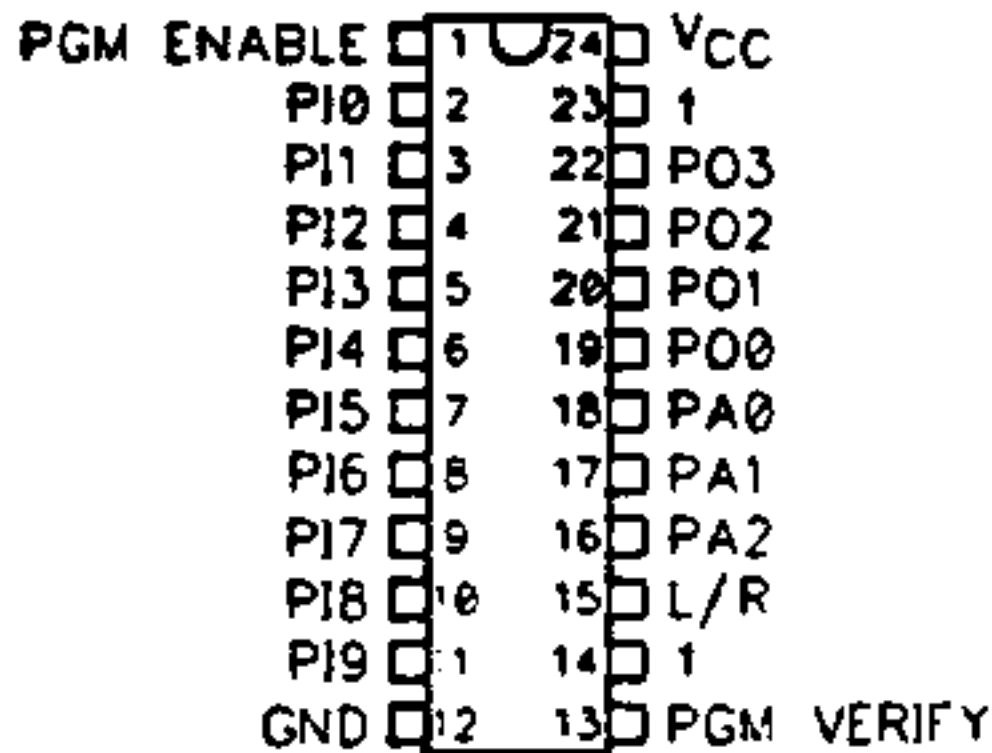 PGM ENABLE 1 24 VCC
PI0 2 23 †
PI1 3 22 PO3
PI2 4 21 PO2
PI3 5 20 PO1
PI4 6 19 PO0
PI5 7 18 PA0
PI6 8 17 PA1
PI7 9 16 PA2
PI8 10 15 L/R
PI9 11 14 †
GND 12 13 PGM VERIFY